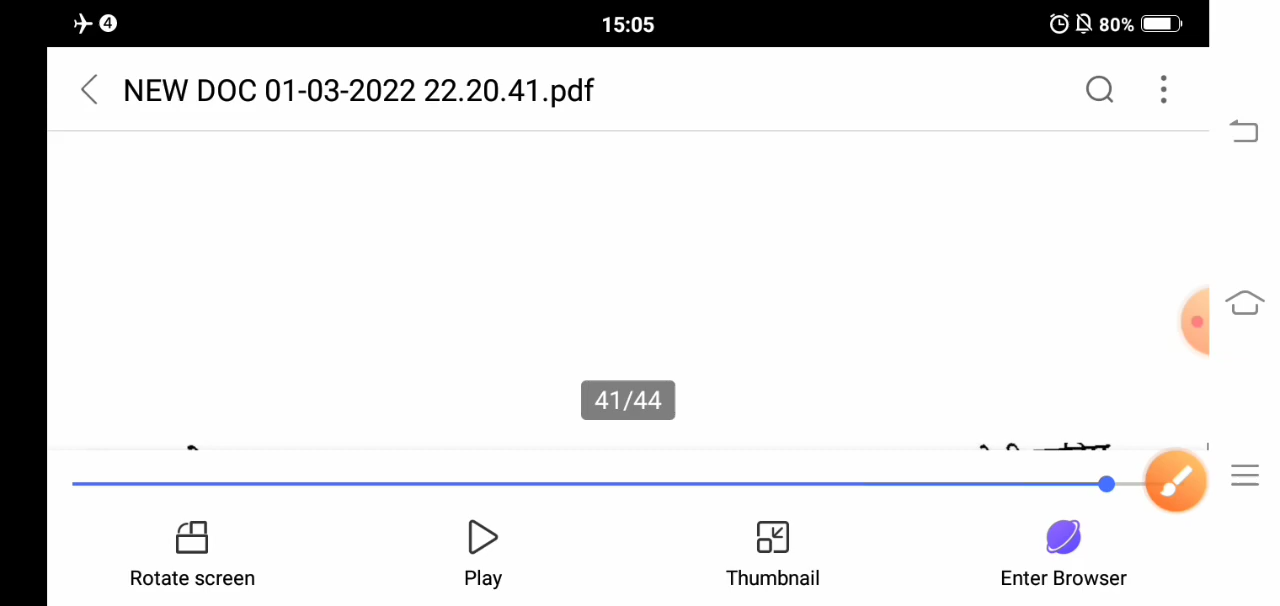 4
15:05
80%
NEW DOC 01-03-2022 22.20.41.pdf
41/44
Rotate screen
Play
Thumbnail
Enter Browser